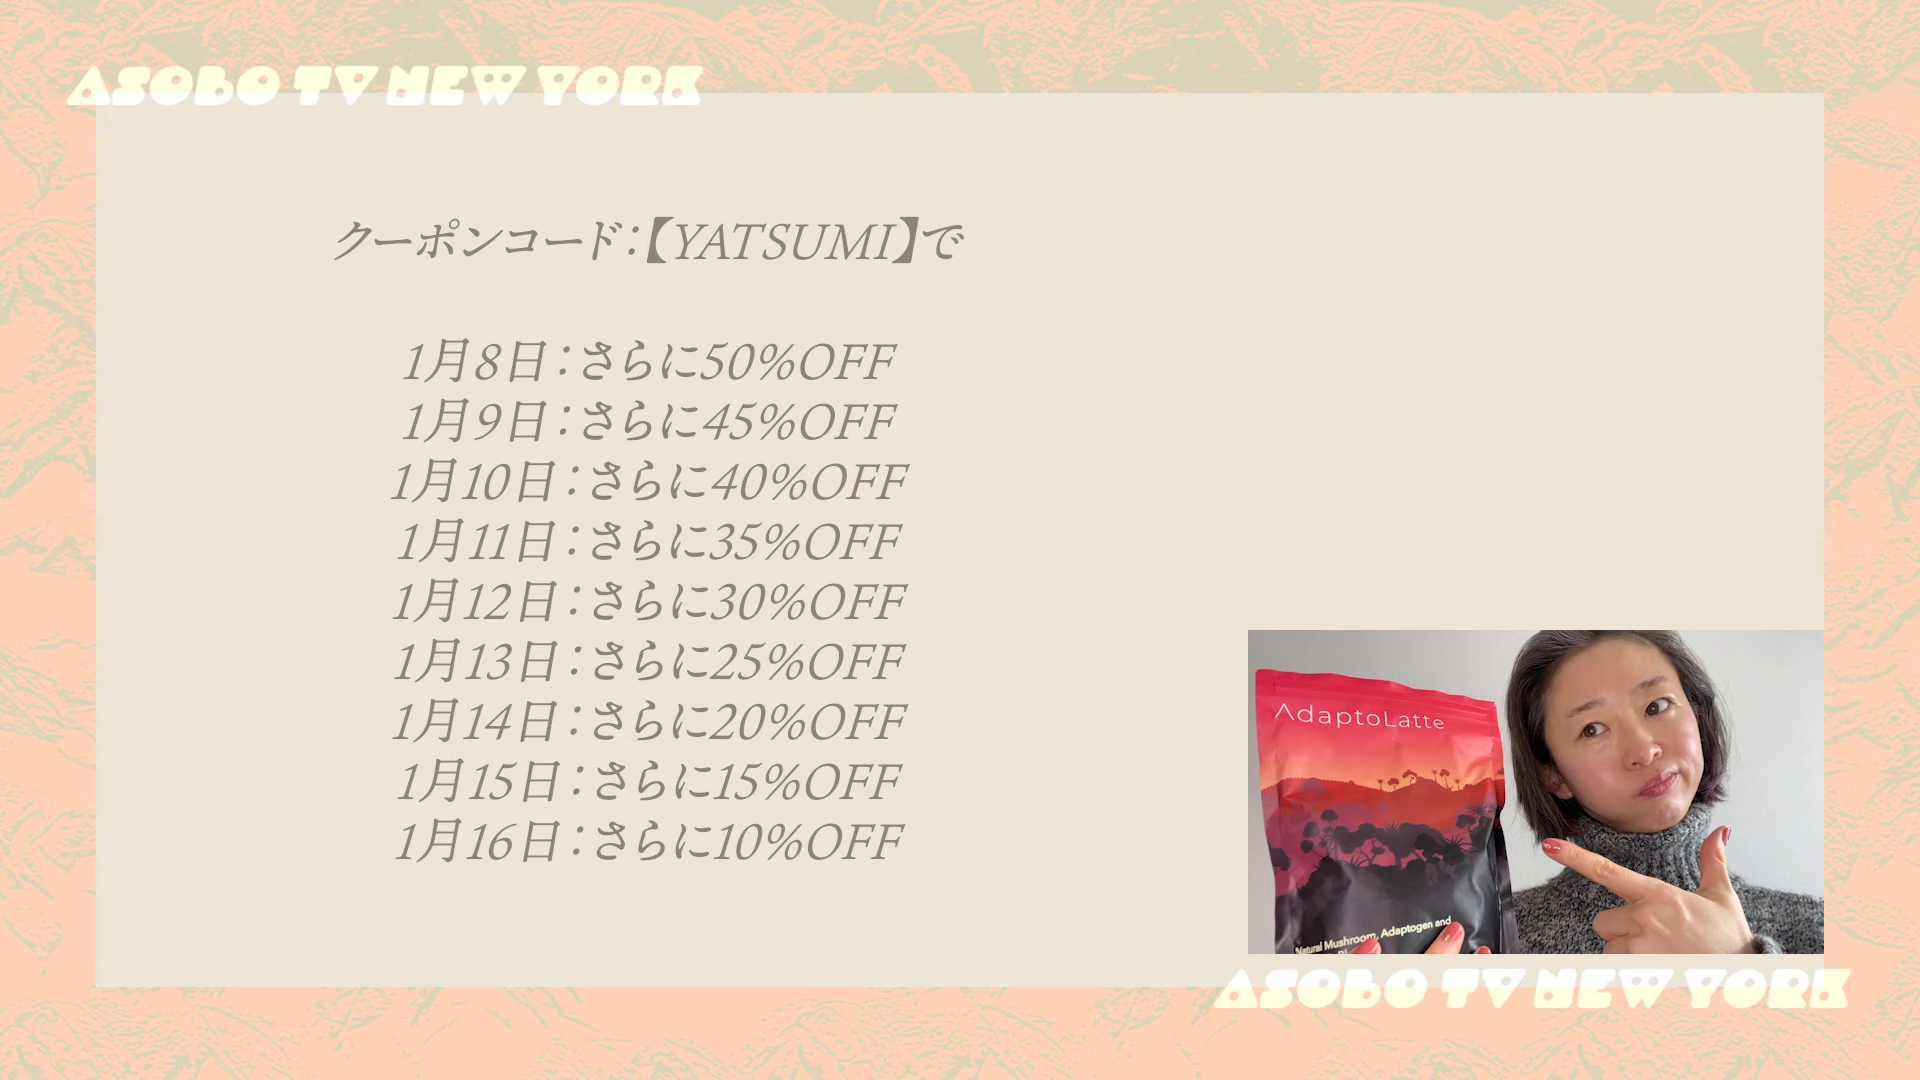 ASOBO TV NEW YORK
クーポンコード：【YATSUMI】で
1月8日：さらに50%OFF
1月9日：さらに45%OFF
1月10日：さらに40%OFF
1月11日：さらに35%OFF
1月12日：さらに30%OFF
1月13日：さらに25%OFF
1月14日：さらに20%OFF
1月15日：さらに15%OFF
1月16日：さらに10%OFF
AdaptoLatte
Natural Mushroom, Adaptogen and
ASOBO TV NEW YORK